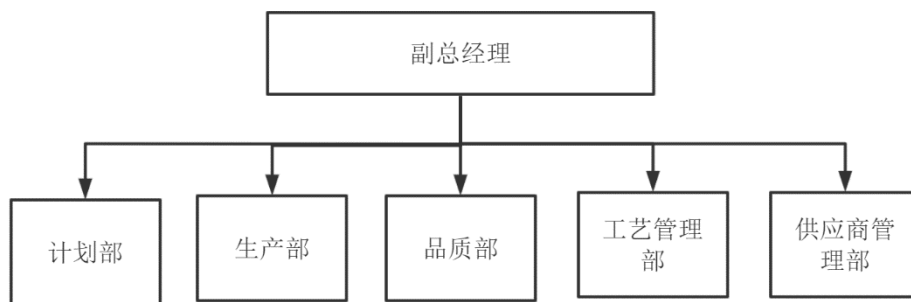 副总经理
计划部
生产部
品质部
工艺管理
部
供应商管
理部